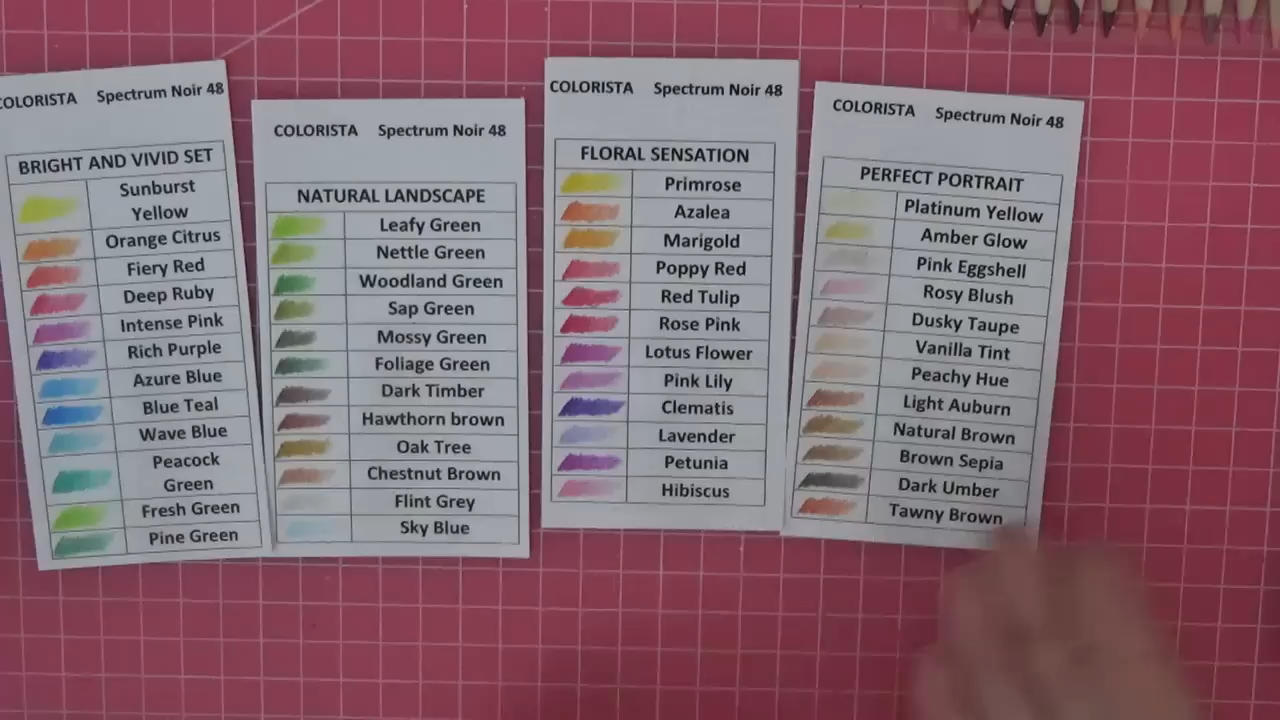 COLORISTA Spectrum Noir 48
BRIGHT AND VIVID SET
Sunburst
Yellow
Orange Citrus
Fiery Red
Deep Ruby
Intense Pink
Rich Purple
Azure Blue
Blue Teal
Wave Blue
Peacock
Green
Fresh Green
Pine Green
COLORISTA Spectrum Noir 48
NATURAL LANDSCAPE
Leafy Green
Nettle Green
Woodland Green
Sap Green
Mossy Green
Foliage Green
Dark Timber
Hawthorn brown
Oak Tree
Chestnut Brown
Flint Grey
Sky Blue
COLORISTA Spectrum Noir 48
FLORAL SENSATION
Primrose
Azalea
Marigold
Poppy Red
Red Tulip
Rose Pink
Lotus Flower
Pink Lily
Clematis
Lavender
Petunia
Hibiscus
COLORISTA Spectrum Noir 48
PERFECT PORTRAIT
Platinum Yellow
Amber Glow
Pink Eggshell
Rosy Blush
Dusky Taupe
Vanilla Tint
Peachy Hue
Light Auburn
Natural Brown
Brown Sepia
Dark Umber
Tawny Brown